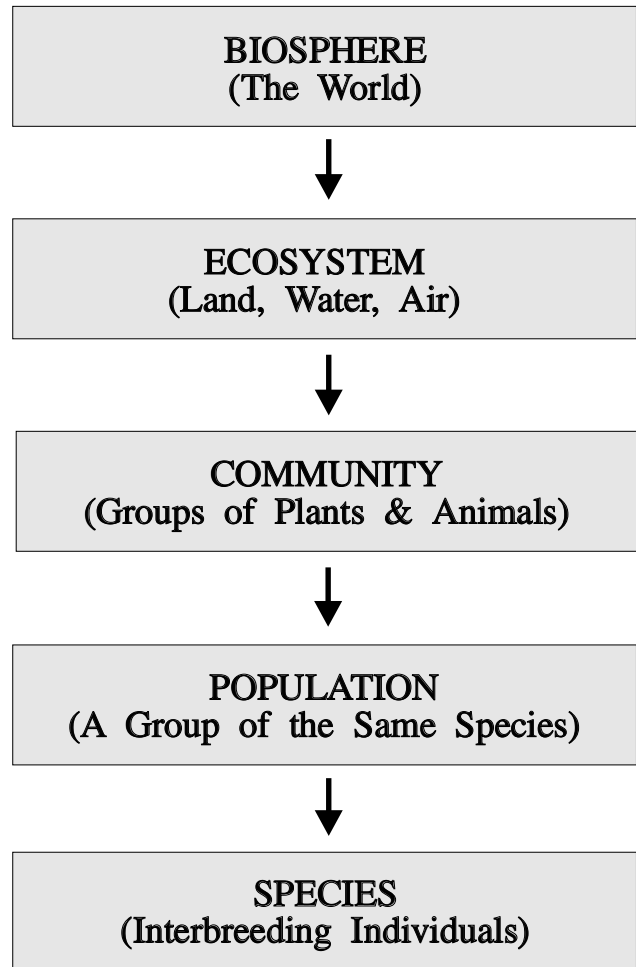 BIOSPHERE
(The World)
ECOSYSTEM
(Land, Water, Air)
COMMUNITY
(Groups of Plants & Animals)
POPULATION
(A Group of the Same Species)
SPECIES
(Interbreeding Individuals)